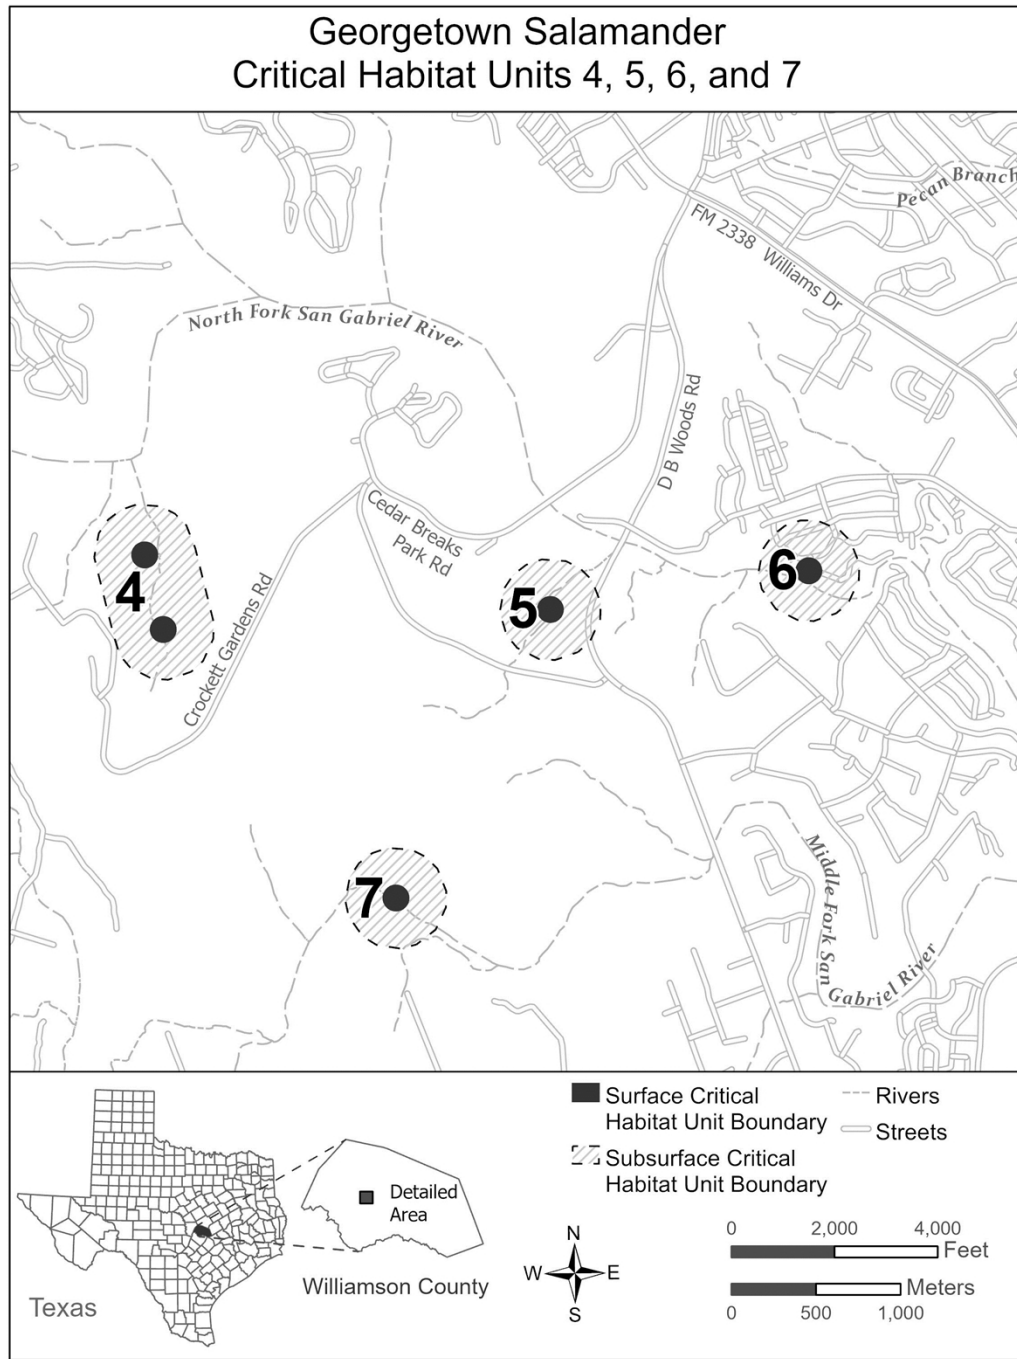 Georgetown Salamander
Critical Habitat Units 4, 5, 6, and 7
Pecan Branch
FM 2338 Williams Dr
North Fork San Gabriel River
D B Woods Rd
Cedar Breaks
Park Rd
4
5
6
Crockett Gardens Rd
7
Middle Fork San
Gabriel River
Surface Critical
Habitat Unit Boundary
Subsurface Critical
Habitat Unit Boundary
Rivers
Streets
Detailed
Area
Williamson County
Texas
N
W E
S
0 2,000 4,000
Feet
Meters
0 500 1,000